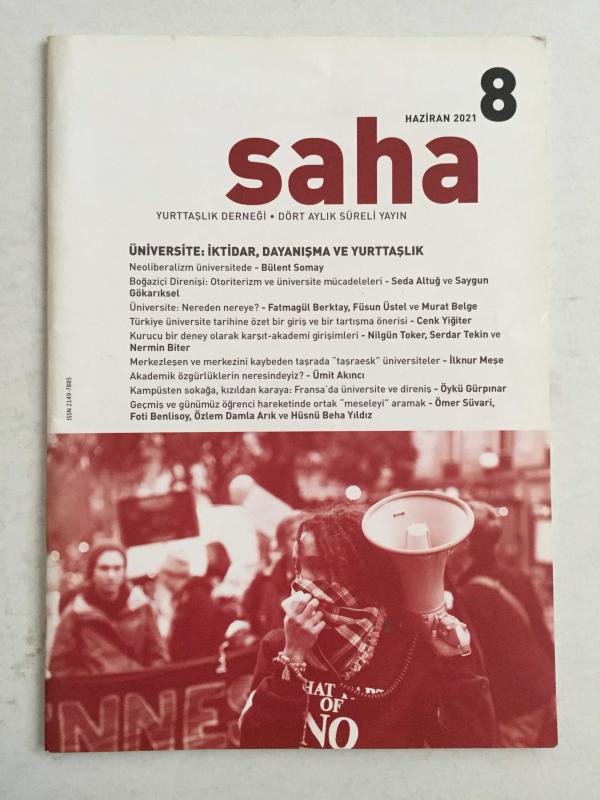 8
HAZİRAN 2021
saha
YURTTAŞLIK DERNEĞİ • DÖRT AYLIK SÜRELİ YAYIN
ÜNİVERSİTE: İKTİDAR, DAYANIŞMA VE YURTTAŞLIK
Neoliberalizm üniversitede - Bülent Somay
Boğaziçi Direnişi: Otoriterizm ve üniversite mücadeleleri - Seda Altuğ ve Saygun
Gökarıksel
Üniversite: Nereden nereye? - Fatmagül Berktay, Füsun Üstel ve Murat Belge
Türkiye üniversite tarihine özet bir giriş ve bir tartışma önerisi - Cenk Yiğiter
Kurucu bir deney olarak karşıt-akademi girişimleri - Nilgün Toker, Serdar Tekin ve
Nermin Biter
Merkezleşen ve merkezini kaybeden taşrada “taşraesk” üniversiteler - İlknur Meşe
Akademik özgürlüklerin neresindeyiz? - Ümit Akıncı
Kampüsten sokağa, kızıldan karaya: Fransa’da üniversite ve direniş - Öykü Gürpınar
Geçmiş ve günümüz öğrenci hareketinde ortak “meseleyi” aramak - Ömer Süvari,
Foti Benlisoy, Özlem Damla Arık ve Hüsnü Beha Yıldız
ISSN 2149-7885
NNES
OF
NO